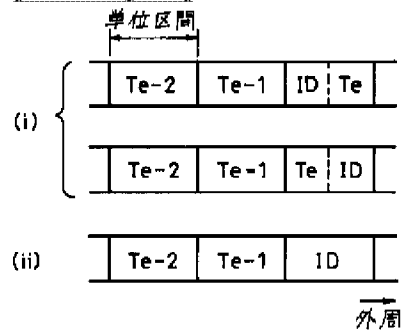 単位区間
(i)
Te-2 Te-1 ID Te
Te-2 Te-1 Te ID
(ii)
Te-2 Te-1 ID
外周